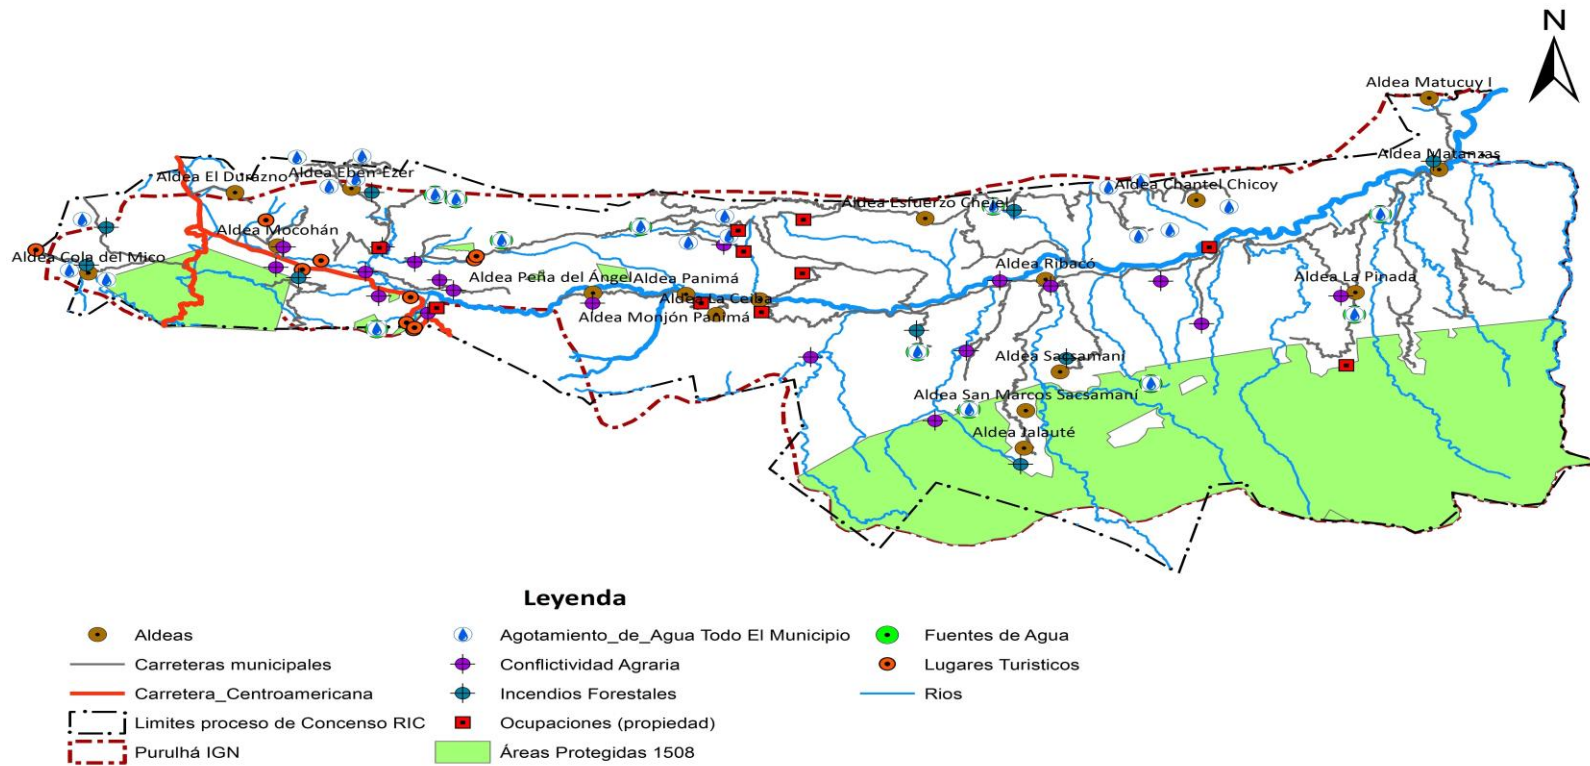 N
Aldea Matucuy I
Aldea Matanzas
Aldea El Durazno
Aldea Eben-Ezer
Aldea Chantel Chicoy
Aldea Esfuerzo Chejel
Aldea Mocohán
Aldea Cola del Mico
Aldea Peña del Ángel
Aldea Panimá
Aldea Ribacó
Aldea La Pinada
Aldea La Ceiba
Aldea Monjón Panimá
Aldea Sacsamani
Aldea San Marcos Sacsamaní
Aldea Jalauté
Leyenda
Aldeas
Agotamiento_de_Agua Todo El Municipio
Fuentes de Agua
Carreteras municipales
Conflictividad Agraria
Lugares Turisticos
Carretera_Centroamericana
Incendios Forestales
Rios
Limites proceso de Concenso RIC
Ocupaciones (propiedad)
Purulhá IGN
Áreas Protegidas 1508